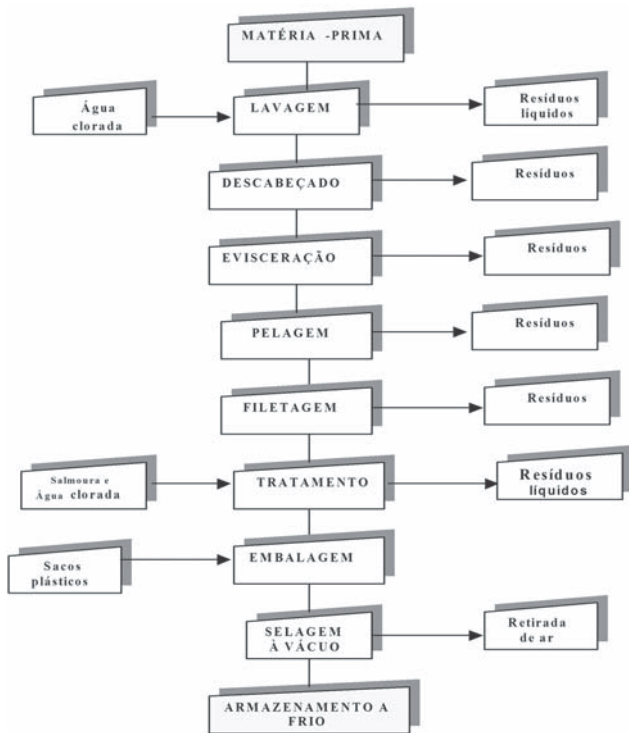 MATÉRIA -PRIMA
Água
clorada
LAVAGEM
Resíduos
líquidos
DESCABEÇADO
Resíduos
EVISCERAÇÃO
Resíduos
PELAGEM
Resíduos
FILETAGEM
Resíduos
Salmoura e
Água clorada
TRATAMENTO
Resíduos
líquidos
Sacos
plásticos
EMBALAGEM
SELAGEM
À VÁCUO
Retirada
de ar
ARMAZENAMENTO A
FRIO